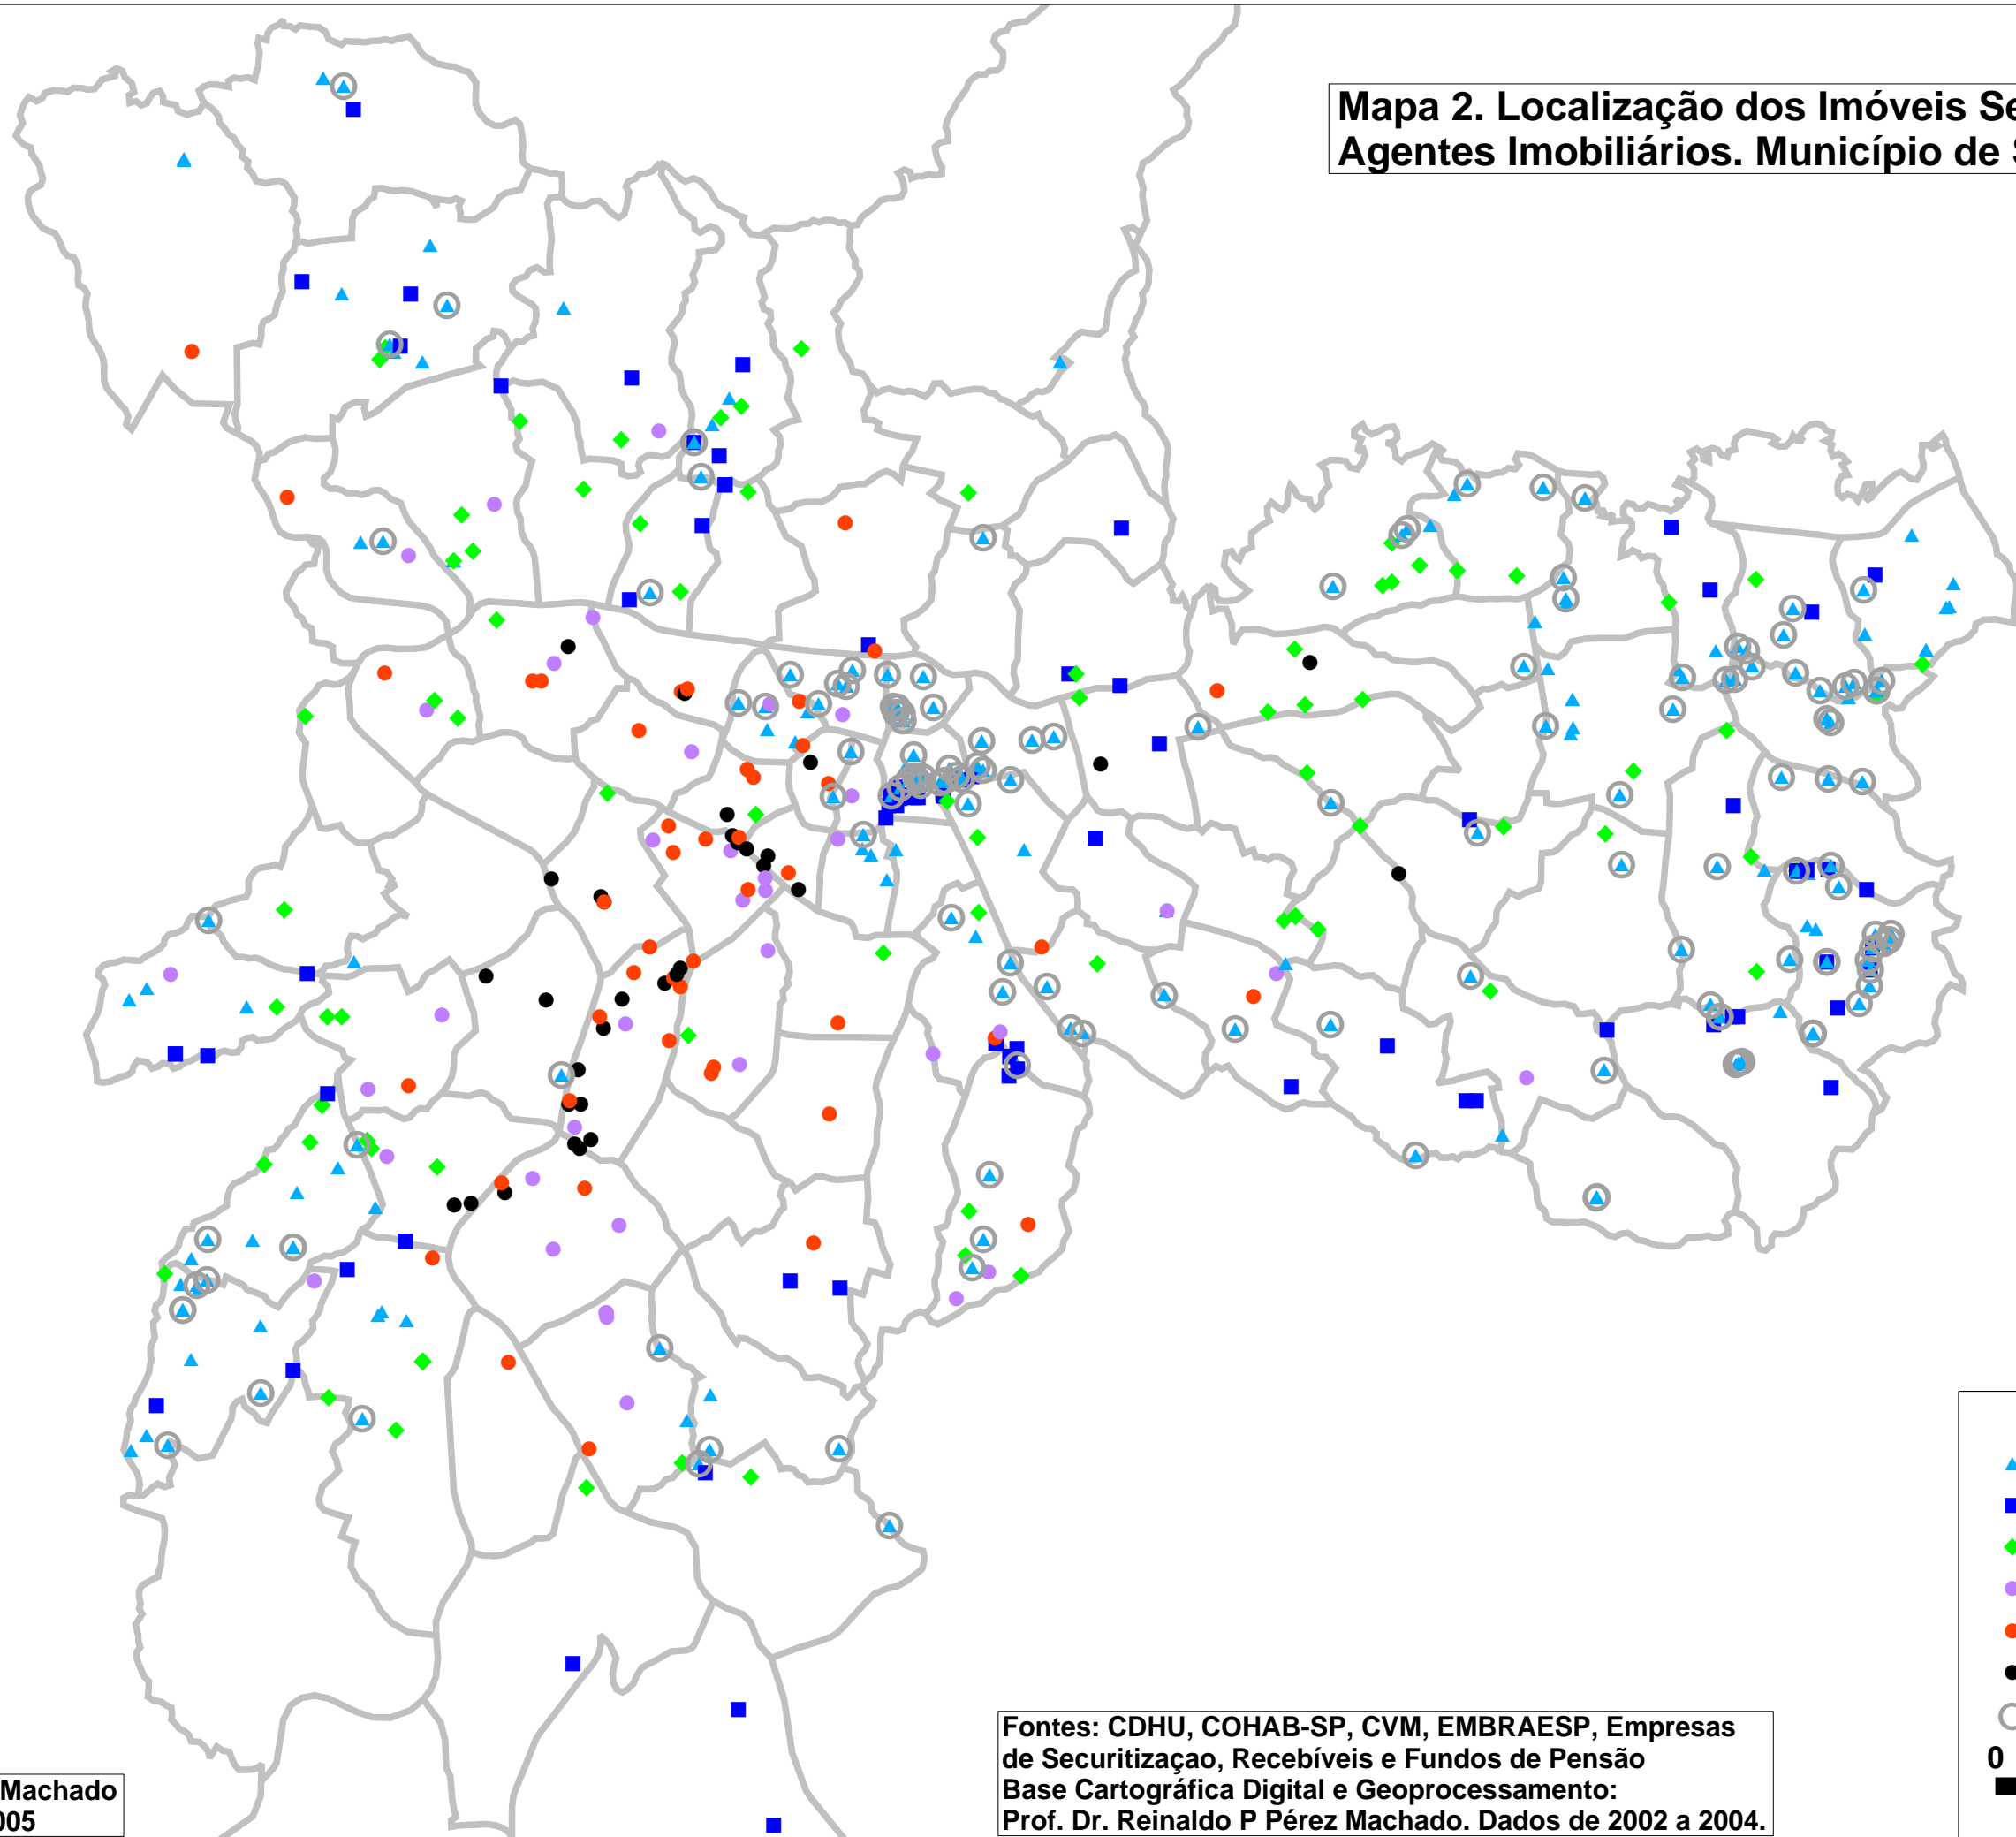 Mapa 2. Localização dos Imóveis
Agentes Imobiliários. Município de
Fontes: CDHU, COHAB-SP, CVM, EMBRAESP, Empresas
de Securitizaçao, Recebíveis e Fundos de Pensão
Base Cartográfica Digital e Geoprocessamento:
Prof. Dr. Reinaldo P Pérez Machado. Dados de 2002 a 2004.
Machado
005
0